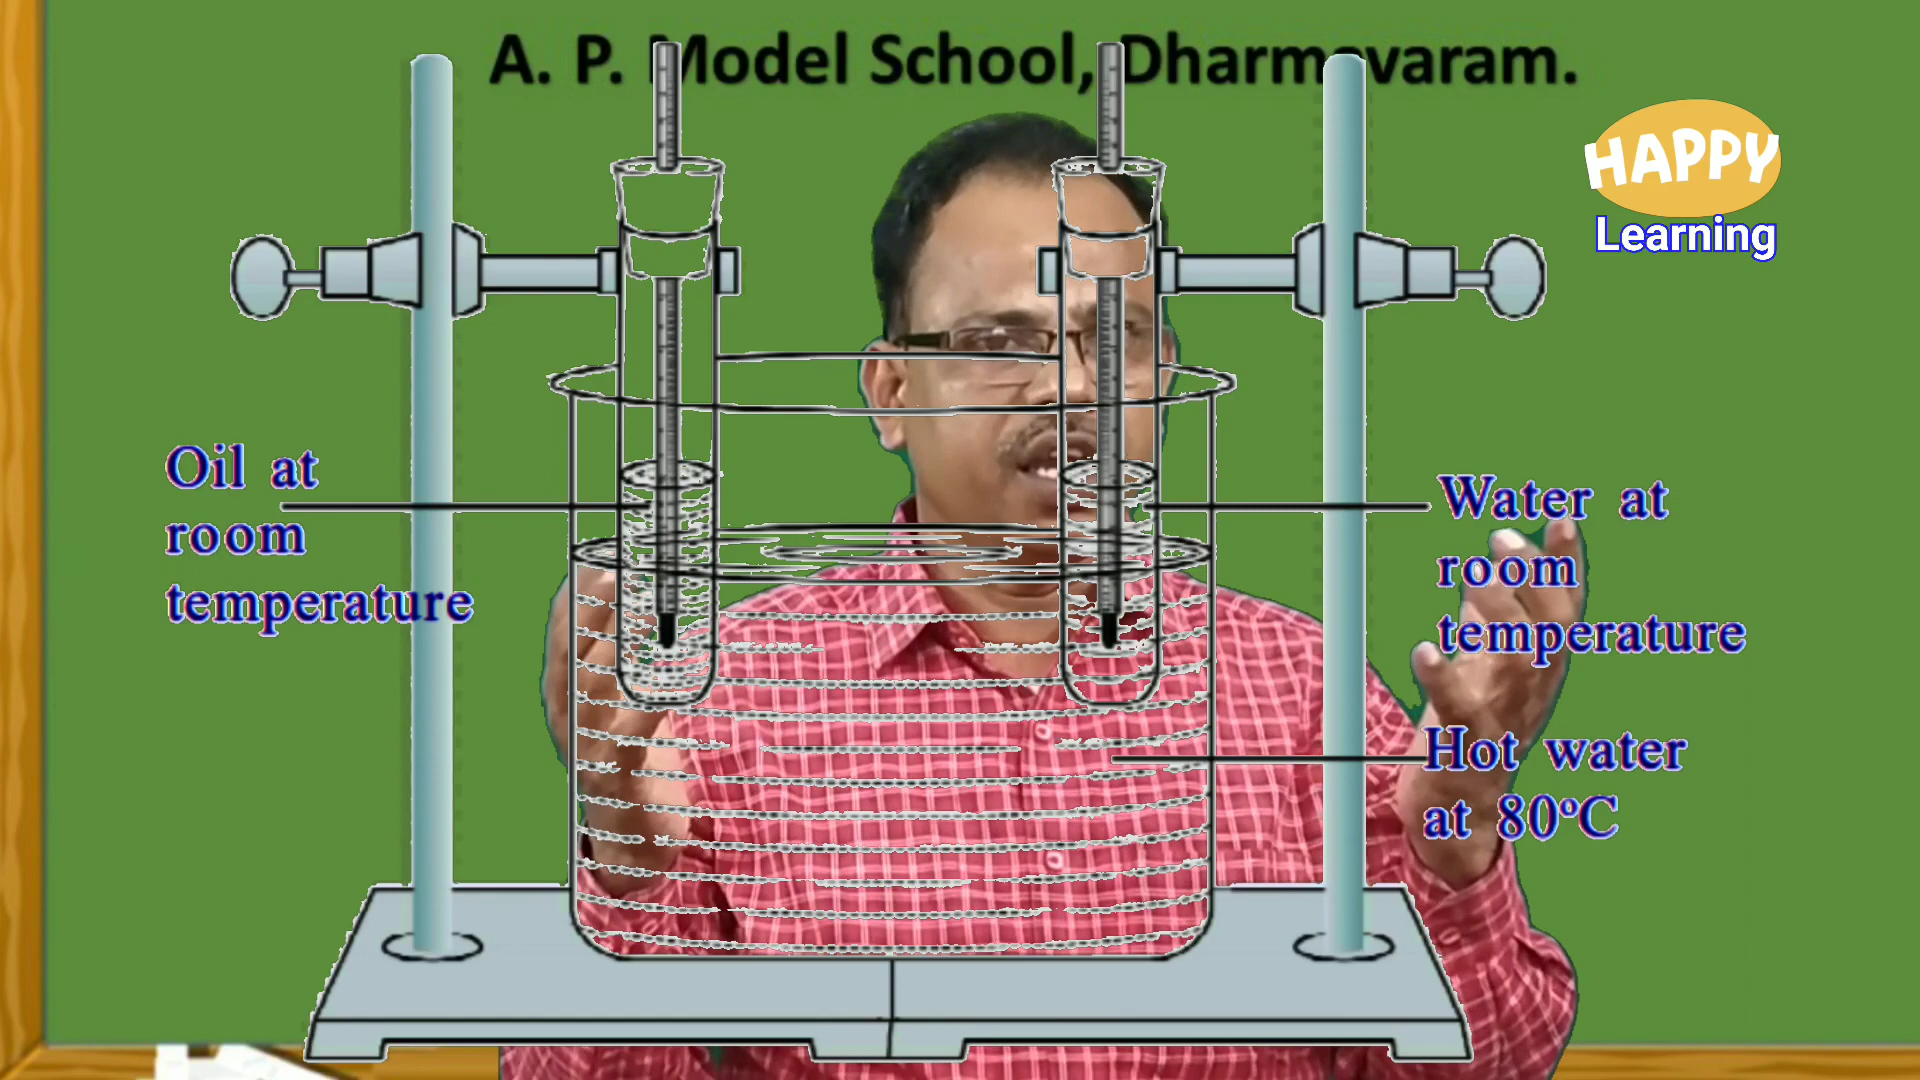 A. P. Model School, Dharmavaram.
HAPPY
Learning
Oil at
room
temperature
Water at
room
temperature
Hot water
at 80°C